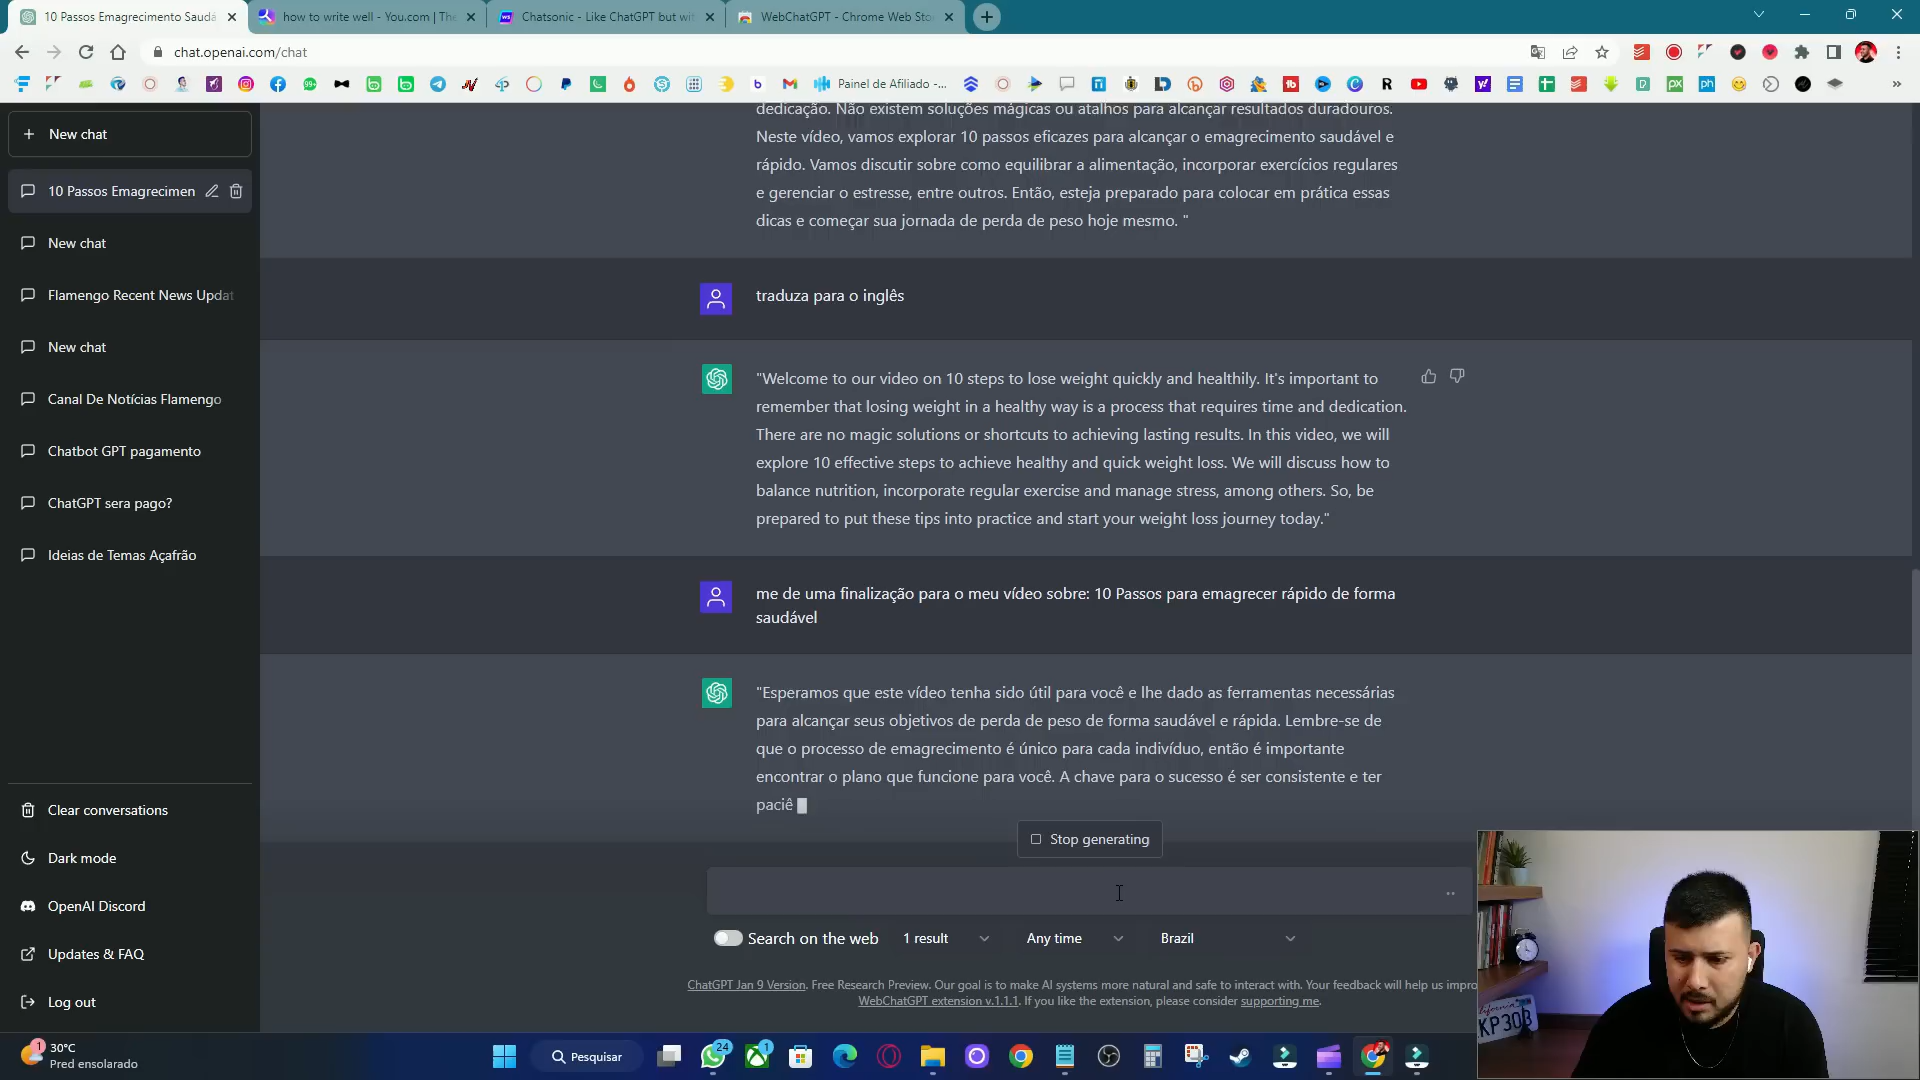 10 Passos Emagrecimento Saudá
how to write well - You.com | The
Chatsonic - Like ChatGPT but wit
WebChatGPT - Chrome Web Sto
chat.openai.com/chat
Painel de Afiliado -...
New chat
10 Passos Emagrecimen
New chat
Flamengo Recent News Updat
New chat
Canal De Notícias Flamengo
Chatbot GPT pagamento
ChatGPT sera pago?
Ideias de Temas Açafrão
Clear conversations
Dark mode
OpenAI Discord
Updates & FAQ
Log out
dedicação. Não existem soluções mágicas ou atalhos para alcançar resultados duradouros.
Neste vídeo, vamos explorar 10 passos eficazes para alcançar o emagrecimento saudável e
rápido. Vamos discutir sobre como equilibrar a alimentação, incorporar exercícios regulares
e gerenciar o estresse, entre outros. Então, esteja preparado para colocar em prática essas
dicas e começar sua jornada de perda de peso hoje mesmo. "
traduza para o inglês
"Welcome to our video on 10 steps to lose weight quickly and healthily. It's important to
remember that losing weight in a healthy way is a process that requires time and dedication.
There are no magic solutions or shortcuts to achieving lasting results. In this video, we will
explore 10 effective steps to achieve healthy and quick weight loss. We will discuss how to
balance nutrition, incorporate regular exercise and manage stress, among others. So, be
prepared to put these tips into practice and start your weight loss journey today."
me de uma finalização para o meu vídeo sobre: 10 Passos para emagrecer rápido de forma
saudável
"Esperamos que este vídeo tenha sido útil para você e lhe dado as ferramentas necessárias
para alcançar seus objetivos de perda de peso de forma saudável e rápida. Lembre-se de
que o processo de emagrecimento é único para cada indivíduo, então é importante
encontrar o plano que funcione para você. A chave para o sucesso é ser consistente e ter
paciê
Stop generating
Search on the web
1 result
Any time
Brazil
ChatGPT Jan 9 Version. Free Research Preview. Our goal is to make AI systems more natural and safe to interact with. Your feedback will help us impro
WebChatGPT extension v.1.1.1. If you like the extension, please consider supporting me.
1
30°C
Pred ensolarado
Pesquisar
24
1